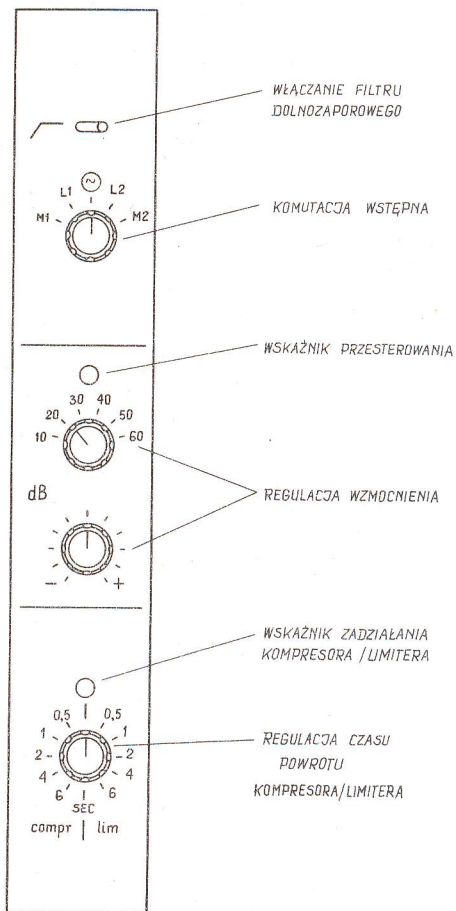 WŁĄCZANIE FILTRU
DOLNOZAPOROWEGO
L1 ~ L2
M1 M2
KOMUTACJA WSTĘPNA
WSKAŹNIK PRZESTEROWANIA
30 40
20 50
10 60
dB
REGULACJA WZMOCNIENIA
- +
WSKAŹNIK ZADZIAŁANIA
KOMPRESORA / LIMITERA
0,5 0,5
1 1
2 2
4 4
6 6
SEC
compr | lim
REGULACJA CZASU
POWROTU
KOMPRESORA/LIMITERA